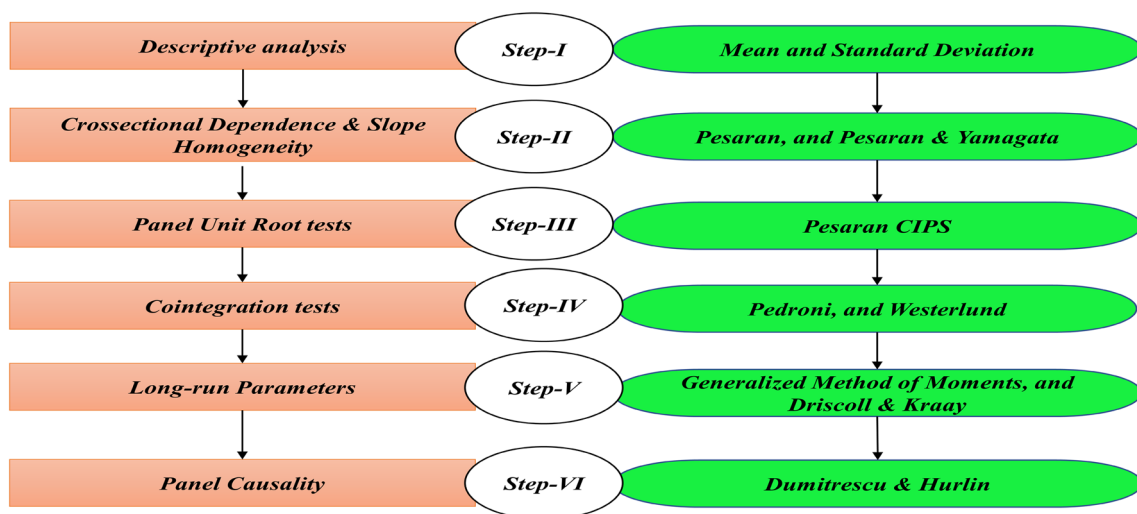 Descriptive analysis
Step-I
Mean and Standard Deviation
Crossectional Dependence & Slope
Homogeneity
Step-II
Pesaran, and Pesaran & Yamagata
Panel Unit Root tests
Step-III
Pesaran CIPS
Cointegration tests
Step-IV
Pedroni, and Westerlund
Long-run Parameters
Step-V
Generalized Method of Moments, and
Driscoll & Kraay
Panel Causality
Step-VI
Dumitrescu & Hurlin